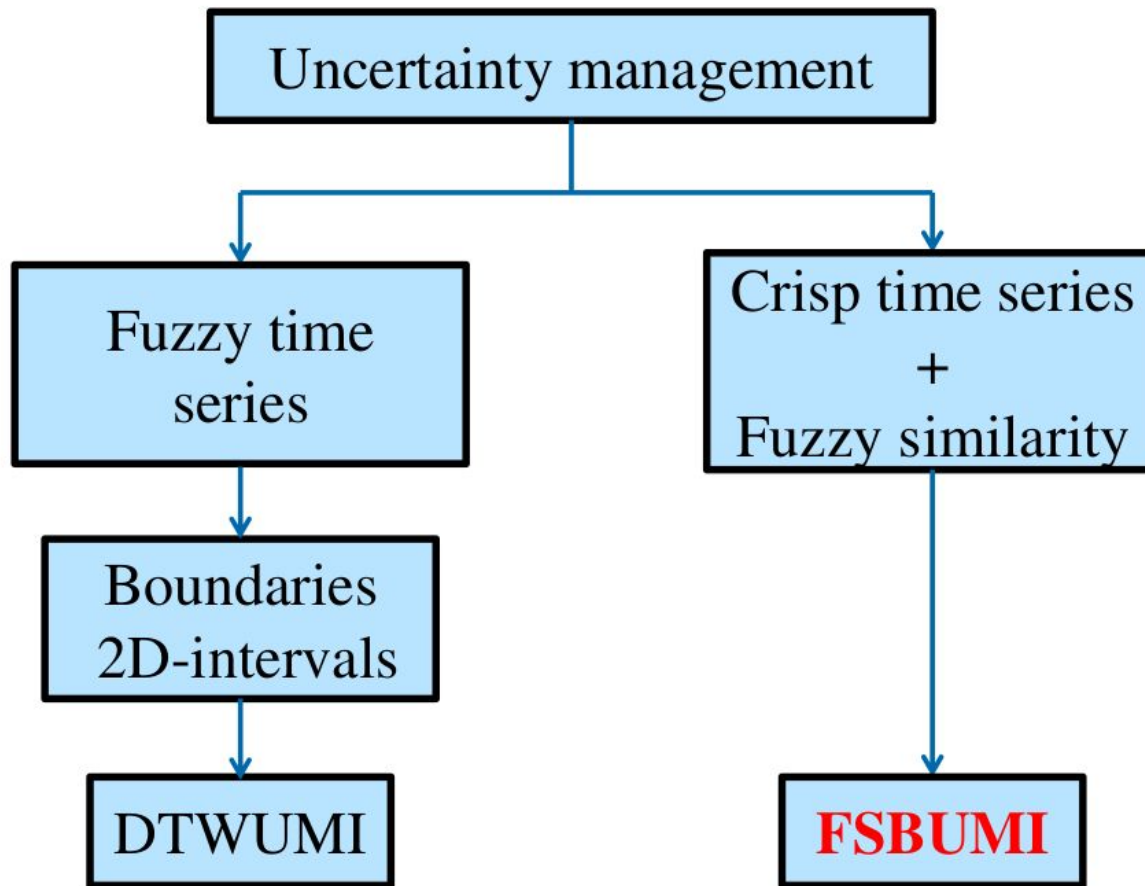 Uncertainty management
Fuzzy time
series
Crisp time series
+
Fuzzy similarity
Boundaries
2D-intervals
DTWUMI
FSBUMI